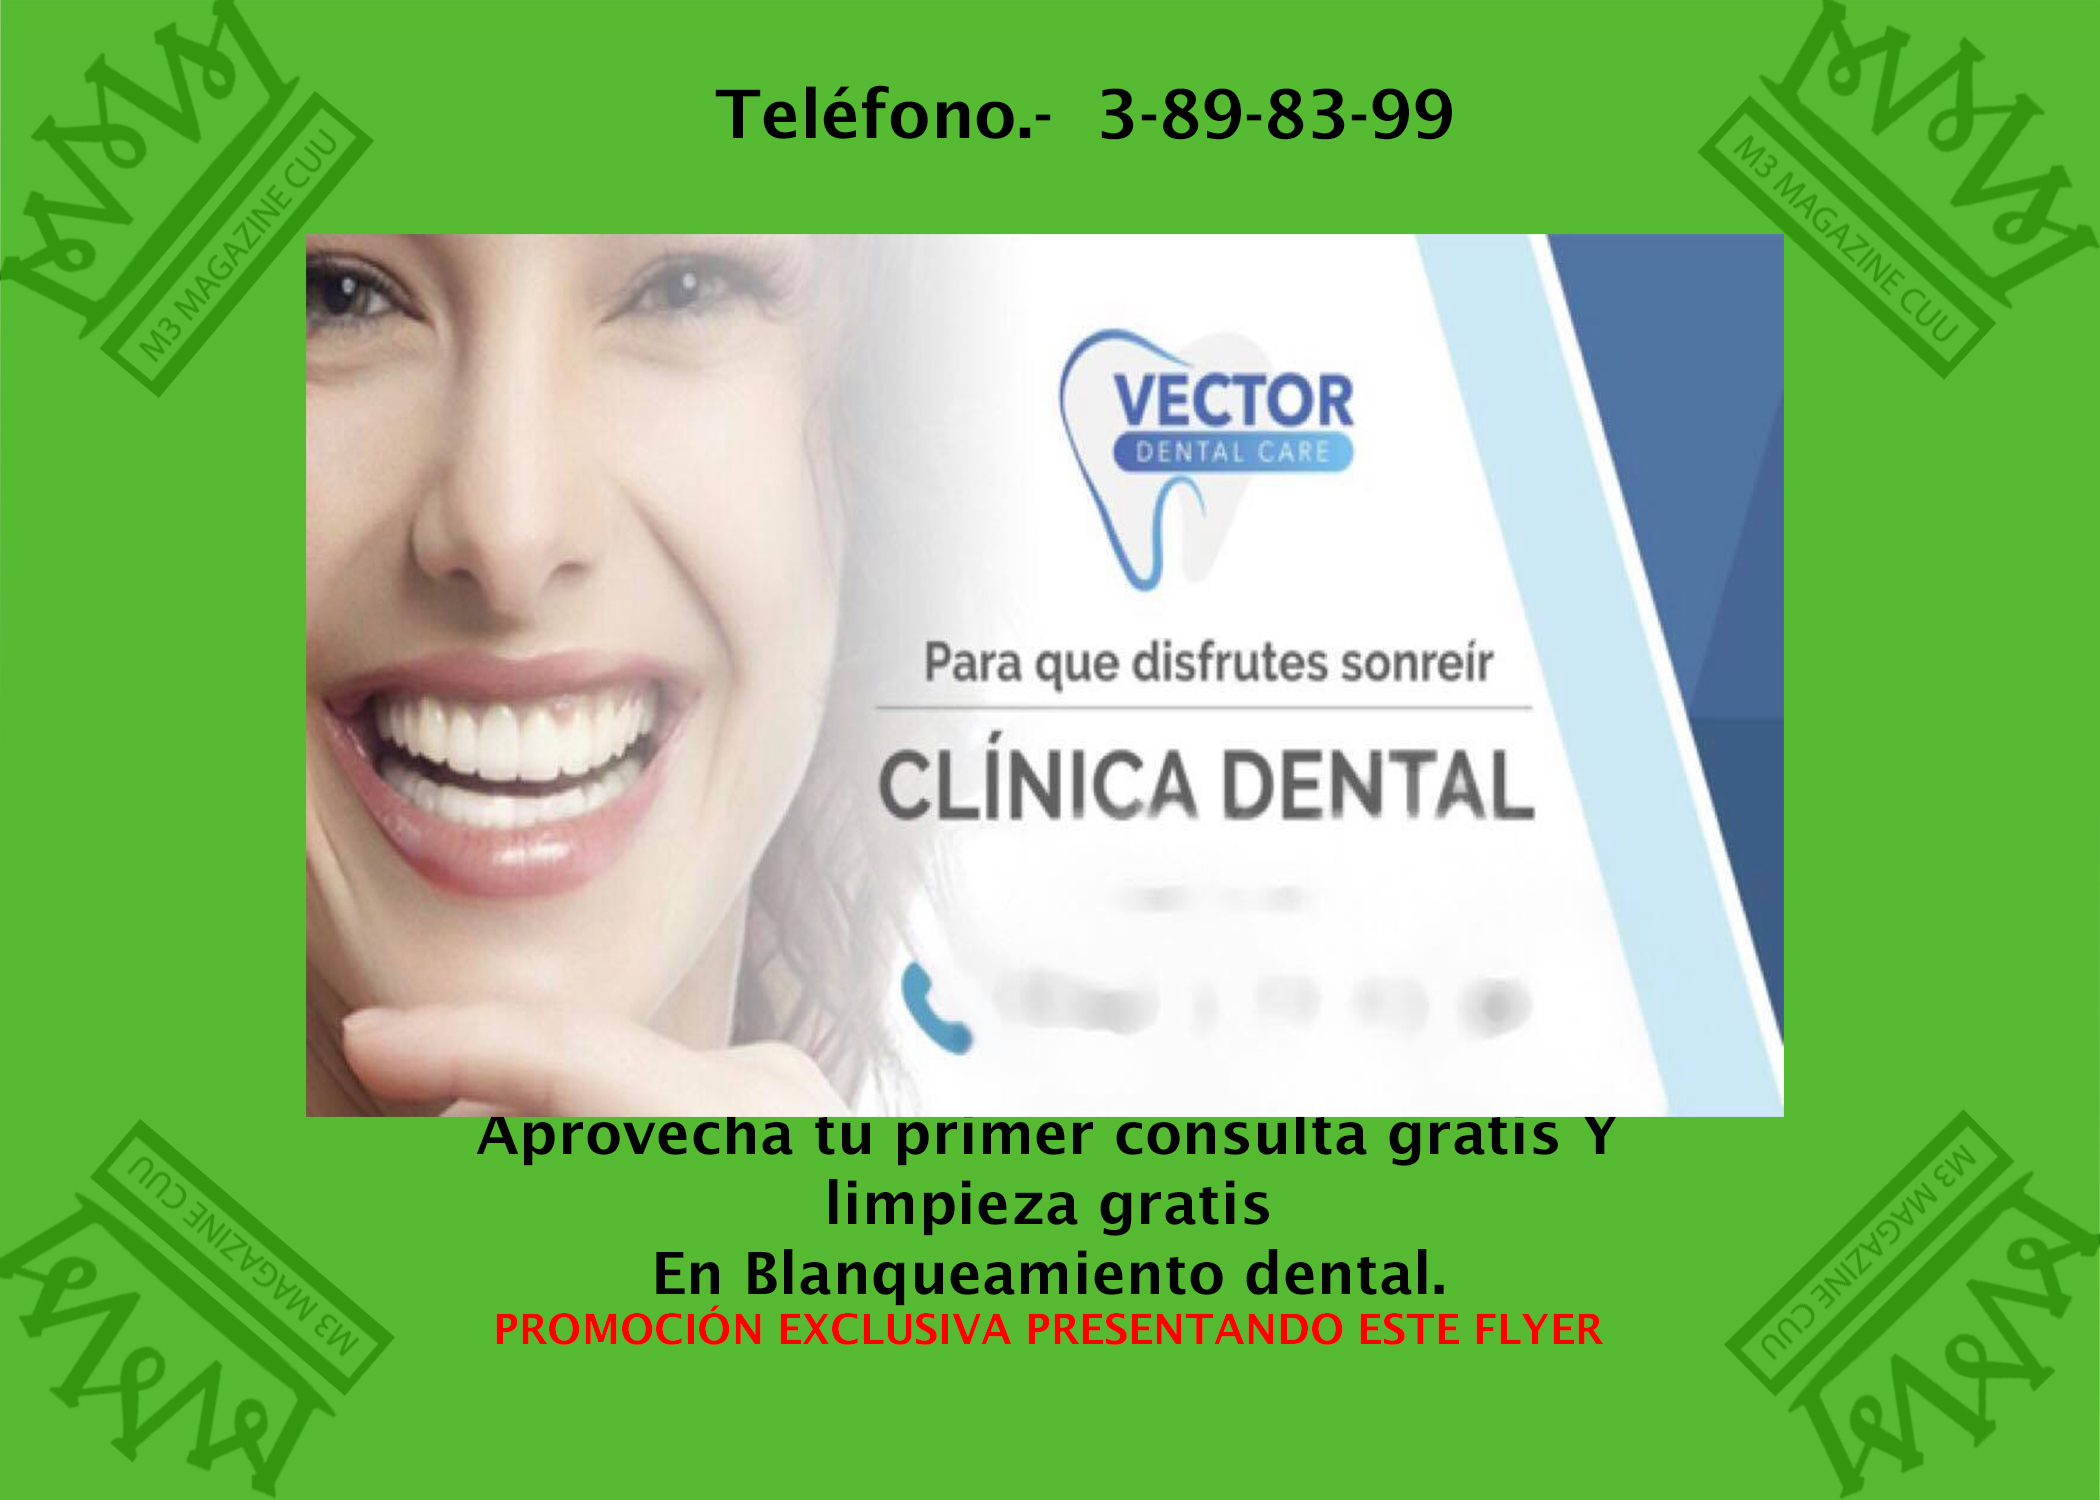 M3 MAGAZINE CUU
M3 MAGAZINE CUU
Teléfono.- 3-89-83-99
VECTOR
DENTAL CARE
Para que disfrutes sonreír
CLÍNICA DENTAL
Aprovecha tu primer consulta gratis Y
limpieza gratis
En Blanqueamiento dental.
PROMOCIÓN EXCLUSIVA PRESENTANDO ESTE FLYER
M3 MAGAZINE CUU
M3 MAGAZINE CUU